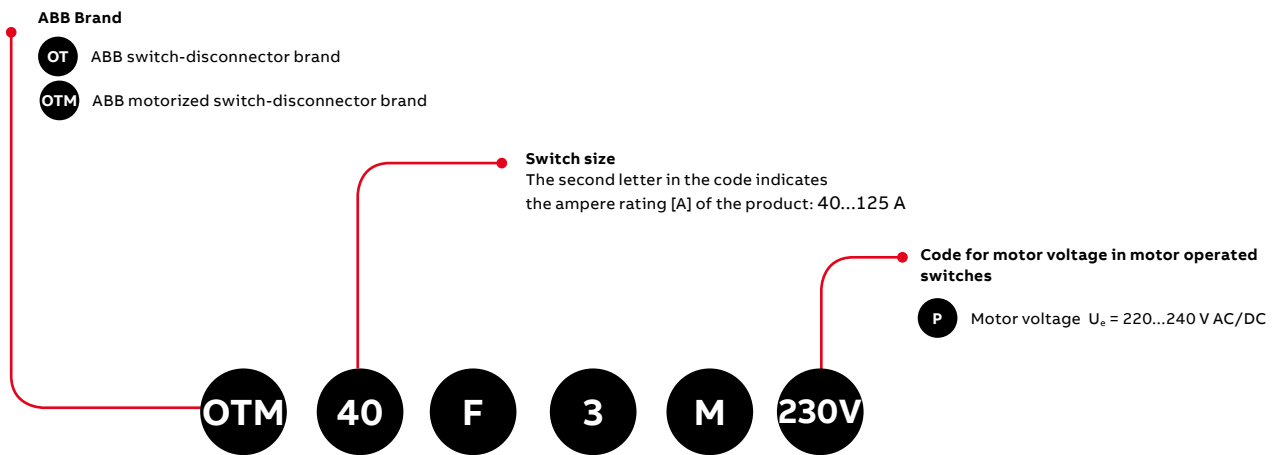 ABB Brand
OT ABB switch-disconnector brand
OTM ABB motorized switch-disconnector brand
Switch size
The second letter in the code indicates
the ampere rating [A] of the product: 40...125 A
Code for motor voltage in motor operated
switches
P Motor voltage Uₑ = 220...240 V AC/DC
OTM 40 F 3 M 230V